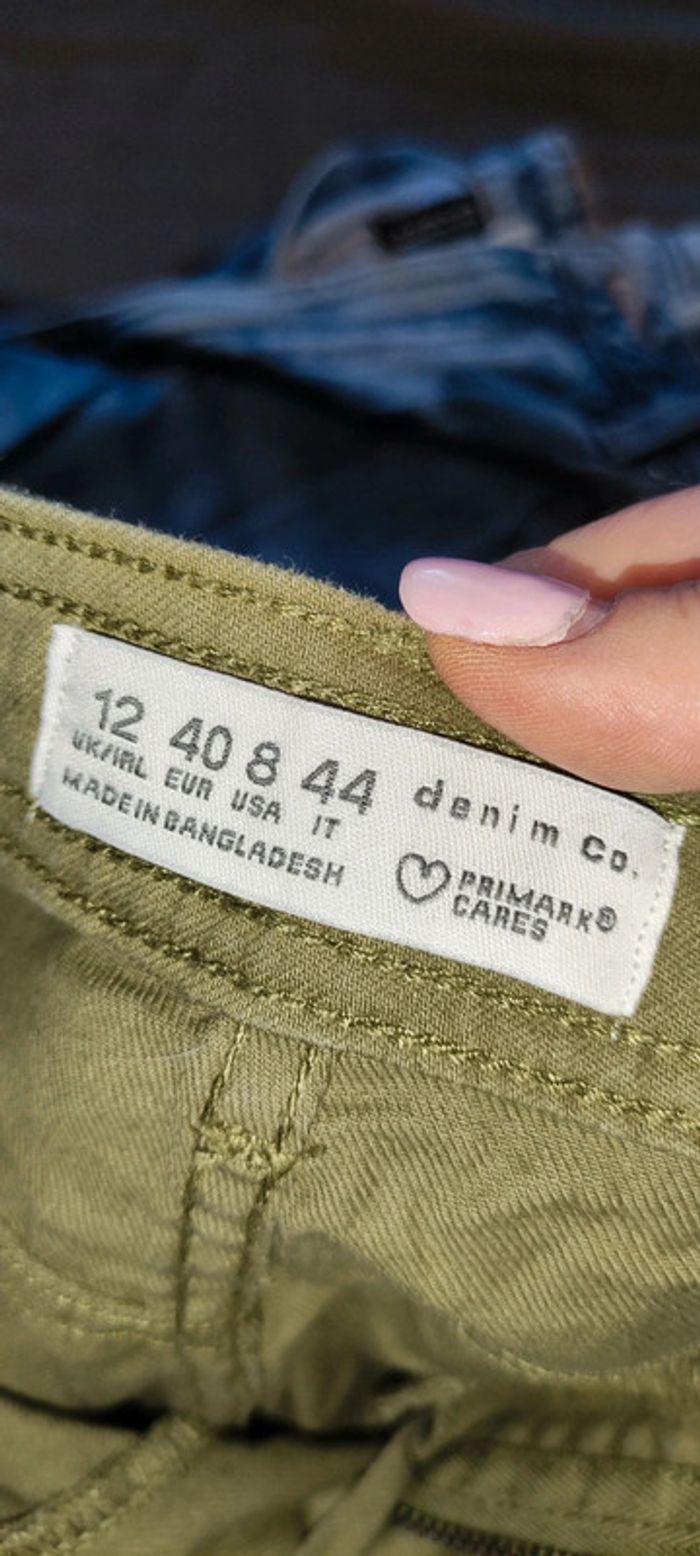 12 40 8 44
UK/IRL EUR USA IT
MADE IN BANGLADESH
denim Co.
PRIMARK®
CARES